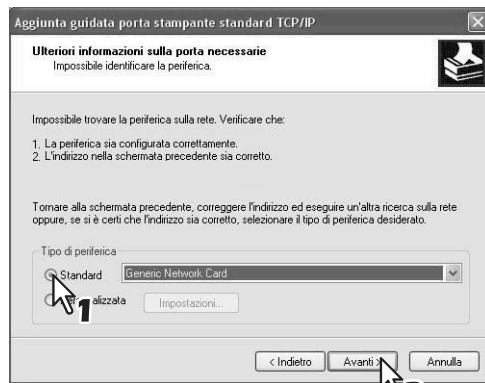 Aggiunta guidata porta stampante standard TCP/IP
Ulteriori informazioni sulla porta necessarie
Impossibile identificare la periferica.
Impossibile trovare la periferica sulla rete. Verificare che:
1. La periferica sia configurata correttamente.
2. L'indirizzo nella schermata precedente sia corretto.
Tornare alla schermata precedente, correggere l'indirizzo ed eseguire un'altra ricerca sulla rete
oppure, se si è certi che l'indirizzo sia corretto, selezionare il tipo di periferica desiderato.
Tipo di periferica
Standard Generic Network Card
1
Impostazioni...
< Indietro Avanti > Annulla